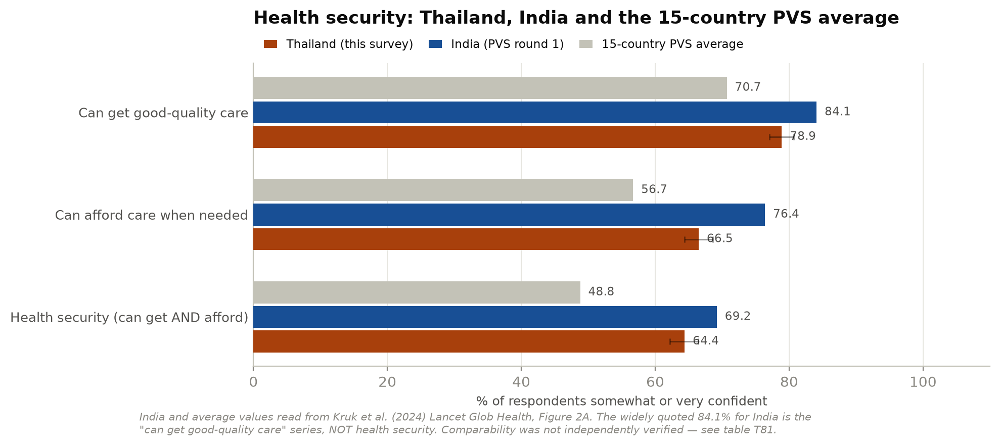 Health security: Thailand, India and the 15-country PVS average
Thailand (this survey)
India (PVS round 1)
15-country PVS average
Can get good-quality care
70.7
84.1
78.9
Can afford care when needed
56.7
76.4
66.5
Health security (can get AND afford)
48.8
69.2
64.4
0
20
40
60
80
100
% of respondents somewhat or very confident
India and average values read from Kruk et al. (2024) Lancet Glob Health, Figure 2A. The widely quoted 84.1% for India is the
"can get good-quality care" series, NOT health security. Comparability was not independently verified — see table T81.